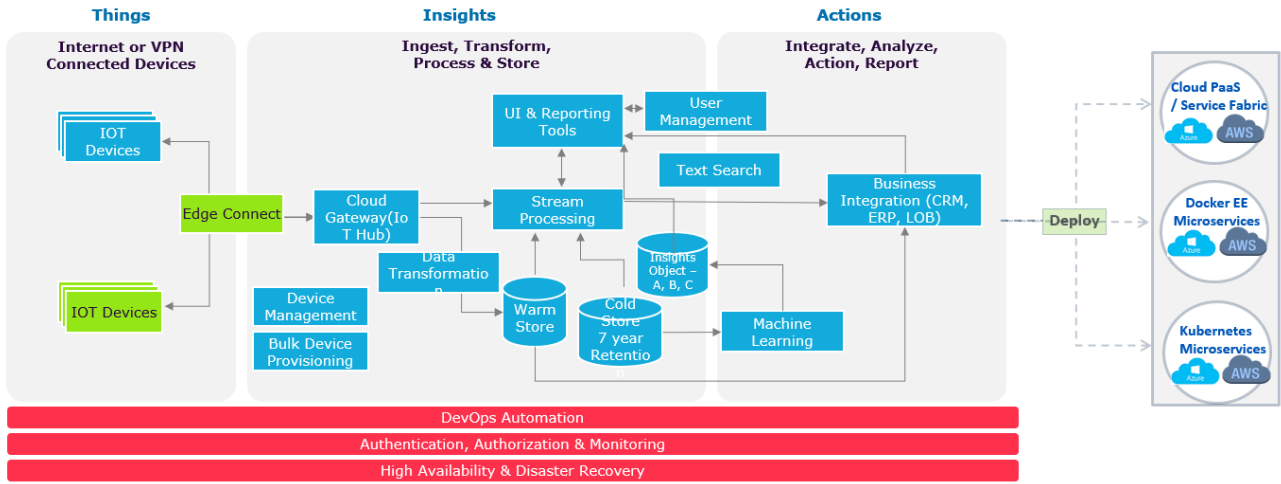 Things
Insights
Actions
Internet or VPN
Connected Devices
Ingest, Transform,
Process & Store
Integrate, Analyze,
Action, Report
IOT
Devices
Edge Connect
IOT Devices
UI & Reporting
Tools
User
Management
Text Search
Cloud
Gateway(Io
T Hub)
Stream
Processing
Business
Integration (CRM,
ERP, LOB)
Data
Transformatio
n
Insights
Object –
A, B, C
Device
Management
Bulk Device
Provisioning
Warm
Store
Cold
Store
7 year
Retentio
n
Machine
Learning
Deploy
Cloud PaaS
/ Service Fabric
Azure
AWS
Docker EE
Microservices
Azure
AWS
Kubernetes
Microservices
Azure
AWS
DevOps Automation
Authentication, Authorization & Monitoring
High Availability & Disaster Recovery